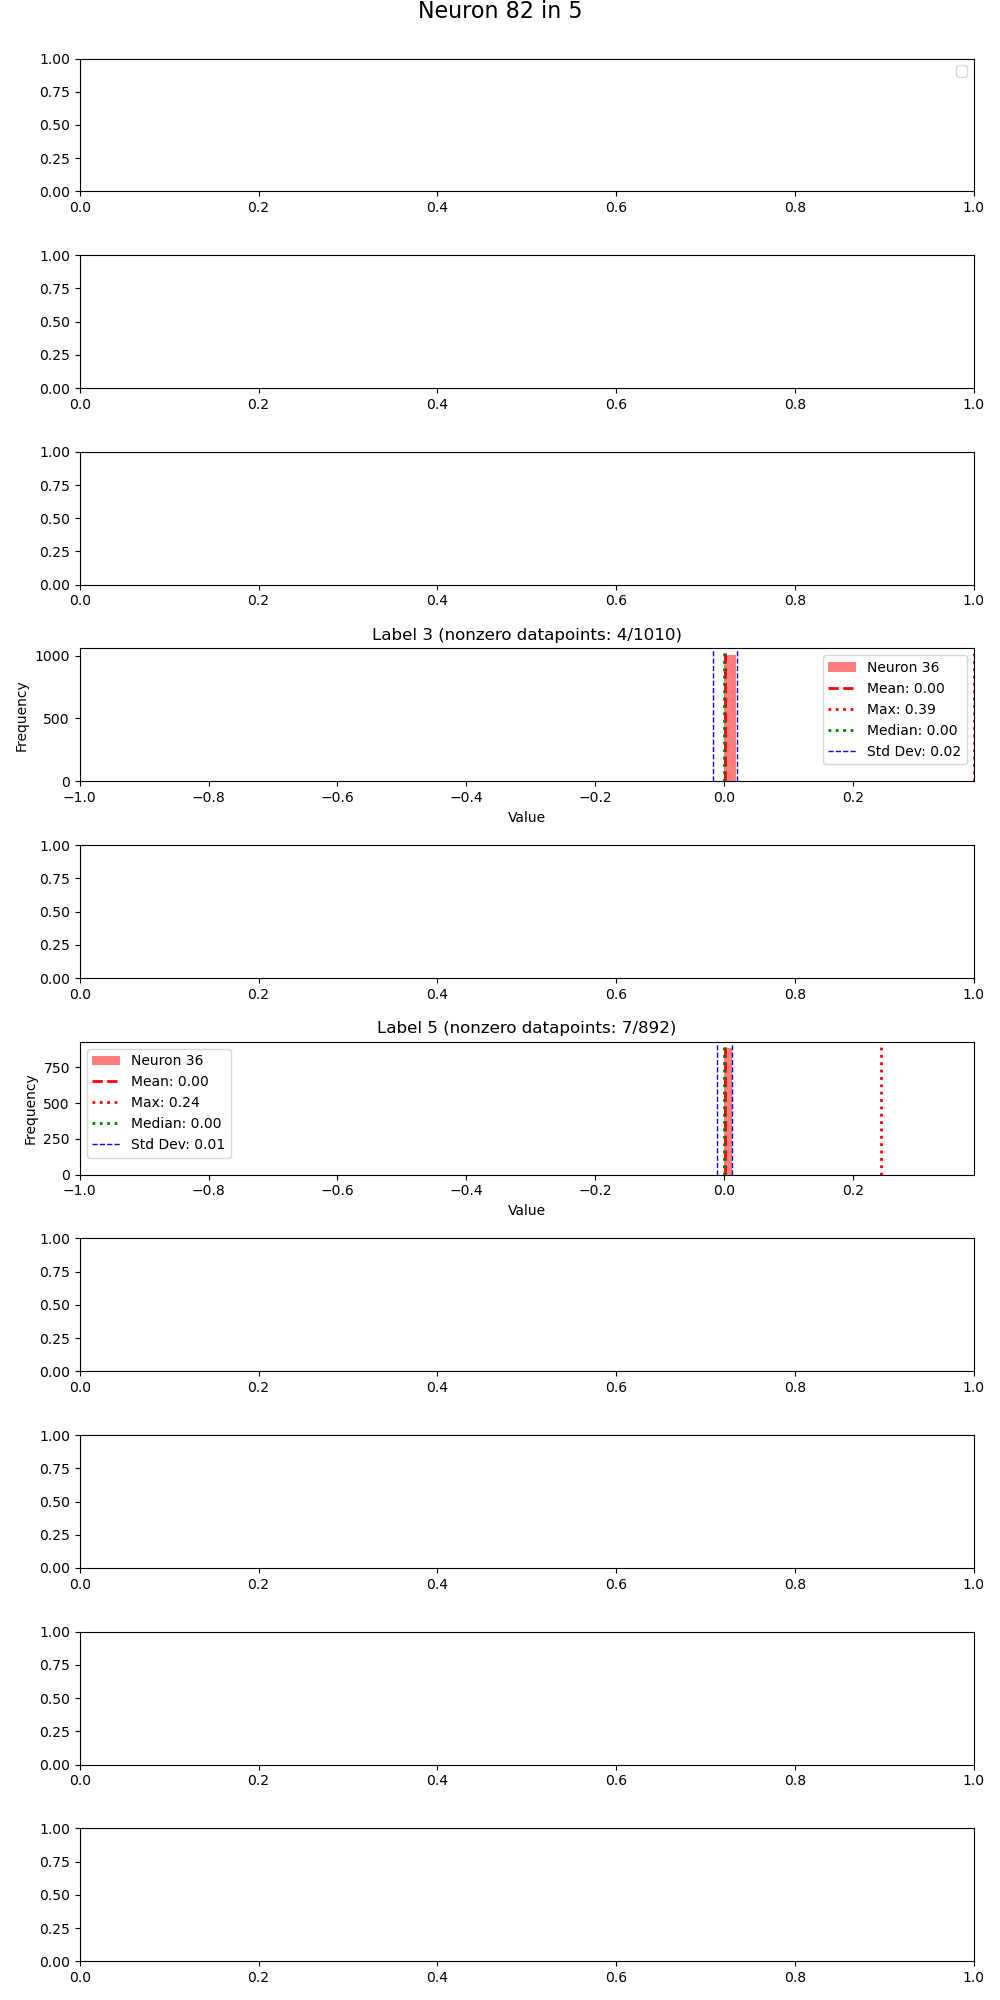 Neuron 82 in 5
1.00
0.75
0.50
0.25
0.00
0.0 0.2 0.4 0.6 0.8 1.0
1.00
0.75
0.50
0.25
0.00
0.0 0.2 0.4 0.6 0.8 1.0
1.00
0.75
0.50
0.25
0.00
0.0 0.2 0.4 0.6 0.8 1.0
Label 3 (nonzero datapoints: 4/1010)
Frequency
1000
500
0
Neuron 36
Mean: 0.00
Max: 0.39
Median: 0.00
Std Dev: 0.02
−1.0 −0.8 −0.6 −0.4 −0.2 0.0 0.2
Value
1.00
0.75
0.50
0.25
0.00
0.0 0.2 0.4 0.6 0.8 1.0
Label 5 (nonzero datapoints: 7/892)
Frequency
750
500
250
0
Neuron 36
Mean: 0.00
Max: 0.24
Median: 0.00
Std Dev: 0.01
−1.0 −0.8 −0.6 −0.4 −0.2 0.0 0.2
Value
1.00
0.75
0.50
0.25
0.00
0.0 0.2 0.4 0.6 0.8 1.0
1.00
0.75
0.50
0.25
0.00
0.0 0.2 0.4 0.6 0.8 1.0
1.00
0.75
0.50
0.25
0.00
0.0 0.2 0.4 0.6 0.8 1.0
1.00
0.75
0.50
0.25
0.00
0.0 0.2 0.4 0.6 0.8 1.0